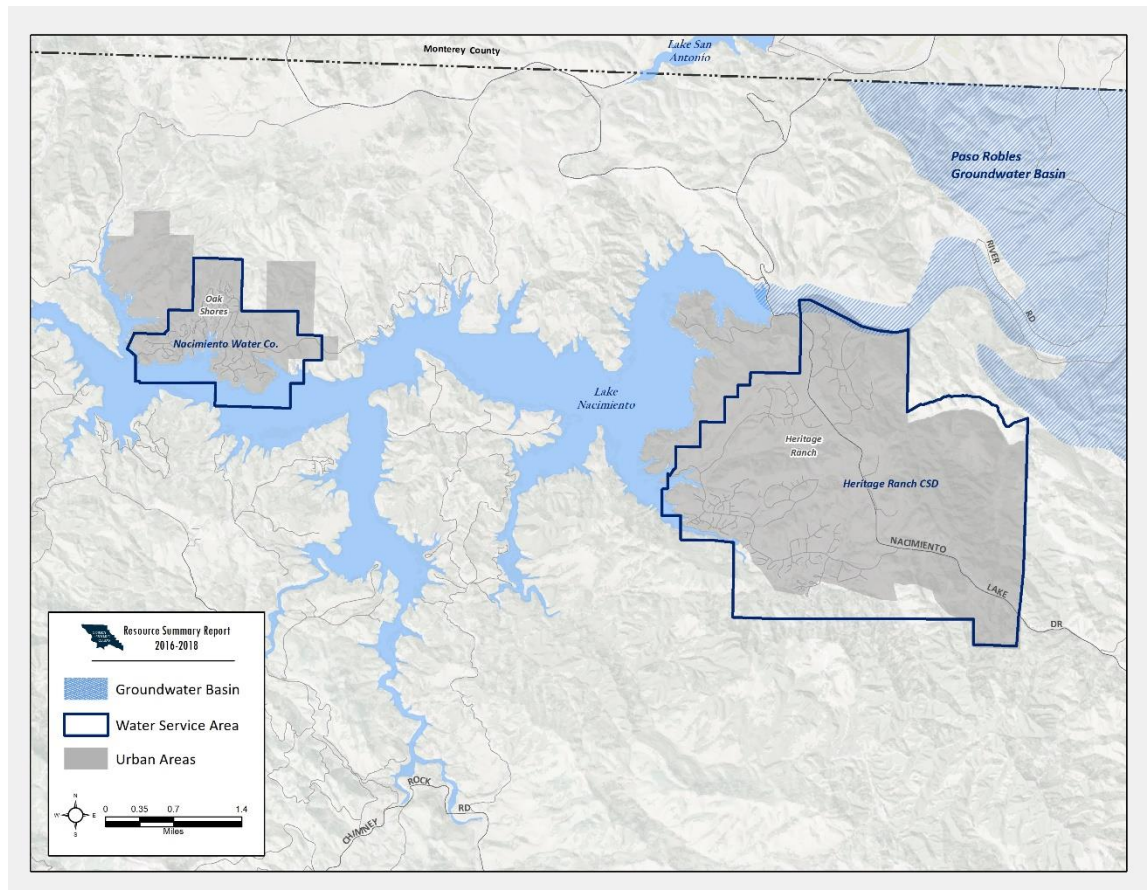 Monterey County
Lake San
Antonio
Paso Robles
Groundwater Basin
RIVER
RD
Oak
Shores
Nacimiento Water Co.
Lake
Nacimiento
Heritage
Ranch
Heritage Ranch CSD
NACIMIENTO
LAKE
DR
Resource Summary Report
2016-2018
Groundwater Basin
Water Service Area
Urban Areas
N
W E
S
0 0.35 0.7 1.4
Miles
ROCK
RD